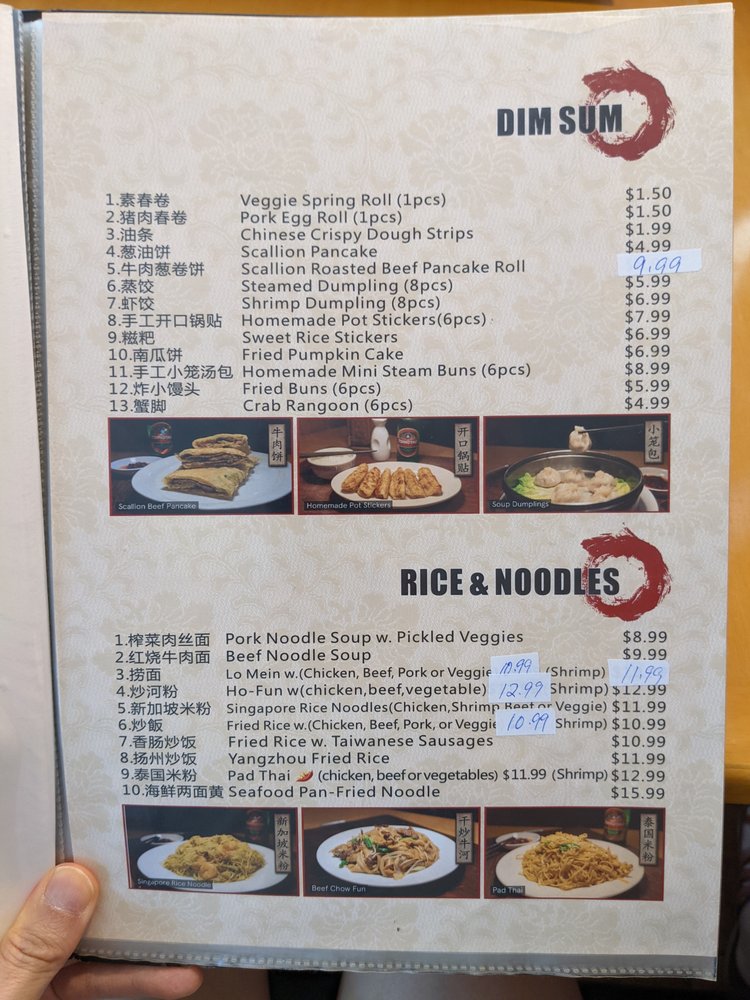 DIM SUM
1.素春卷 Veggie Spring Roll (1pcs) $1.50
2.猪肉春卷 Pork Egg Roll (1pcs) $1.50
3.油条 Chinese Crispy Dough Strips $1.99
4.葱油饼 Scallion Pancake $4.99
5.牛肉葱卷饼 Scallion Roasted Beef Pancake Roll 9.99
6.蒸饺 Steamed Dumpling (8pcs) $5.99
7.虾饺 Shrimp Dumpling (8pcs) $6.99
8.手工开口锅贴 Homemade Pot Stickers(6pcs) $7.99
9.糍粑 Sweet Rice Stickers $6.99
10.南瓜饼 Fried Pumpkin Cake $6.99
11.手工小笼汤包 Homemade Mini Steam Buns (6pcs) $8.99
12.炸小馒头 Fried Buns (6pcs) $5.99
13.蟹脚 Crab Rangoon (6pcs) $4.99
牛肉饼
Scallion Beef Pancake
开口锅贴
Homemade Pot Stickers
小笼包
Soup Dumplings
RICE & NOODLES
1.榨菜肉丝面 Pork Noodle Soup w. Pickled Veggies $8.99
2.红烧牛肉面 Beef Noodle Soup $9.99
3.捞面 Lo Mein w.(Chicken, Beef, Pork or Veggie 10.99 (Shrimp) 11.99
4.炒河粉 Ho-Fun w(chicken,beef,vegetable) 12.99 Shrimp) $12.99
5.新加坡米粉 Singapore Rice Noodles(Chicken,Shrimp Beef or Veggie) $11.99
6.炒飯 Fried Rice w.(Chicken, Beef, Pork, or Veggie 10.99 Shrimp) $10.99
7.香肠炒饭 Fried Rice w. Taiwanese Sausages $10.99
8.扬州炒饭 Yangzhou Fried Rice $11.99
9.泰国米粉 Pad Thai 🌶 (chicken, beef or vegetables) $11.99 (Shrimp) $12.99
10.海鲜两面黄 Seafood Pan-Fried Noodle $15.99
新加坡米粉
Singapore Rice Noodle
干炒牛河
Beef Chow Fun
泰国米粉
Pad Thai